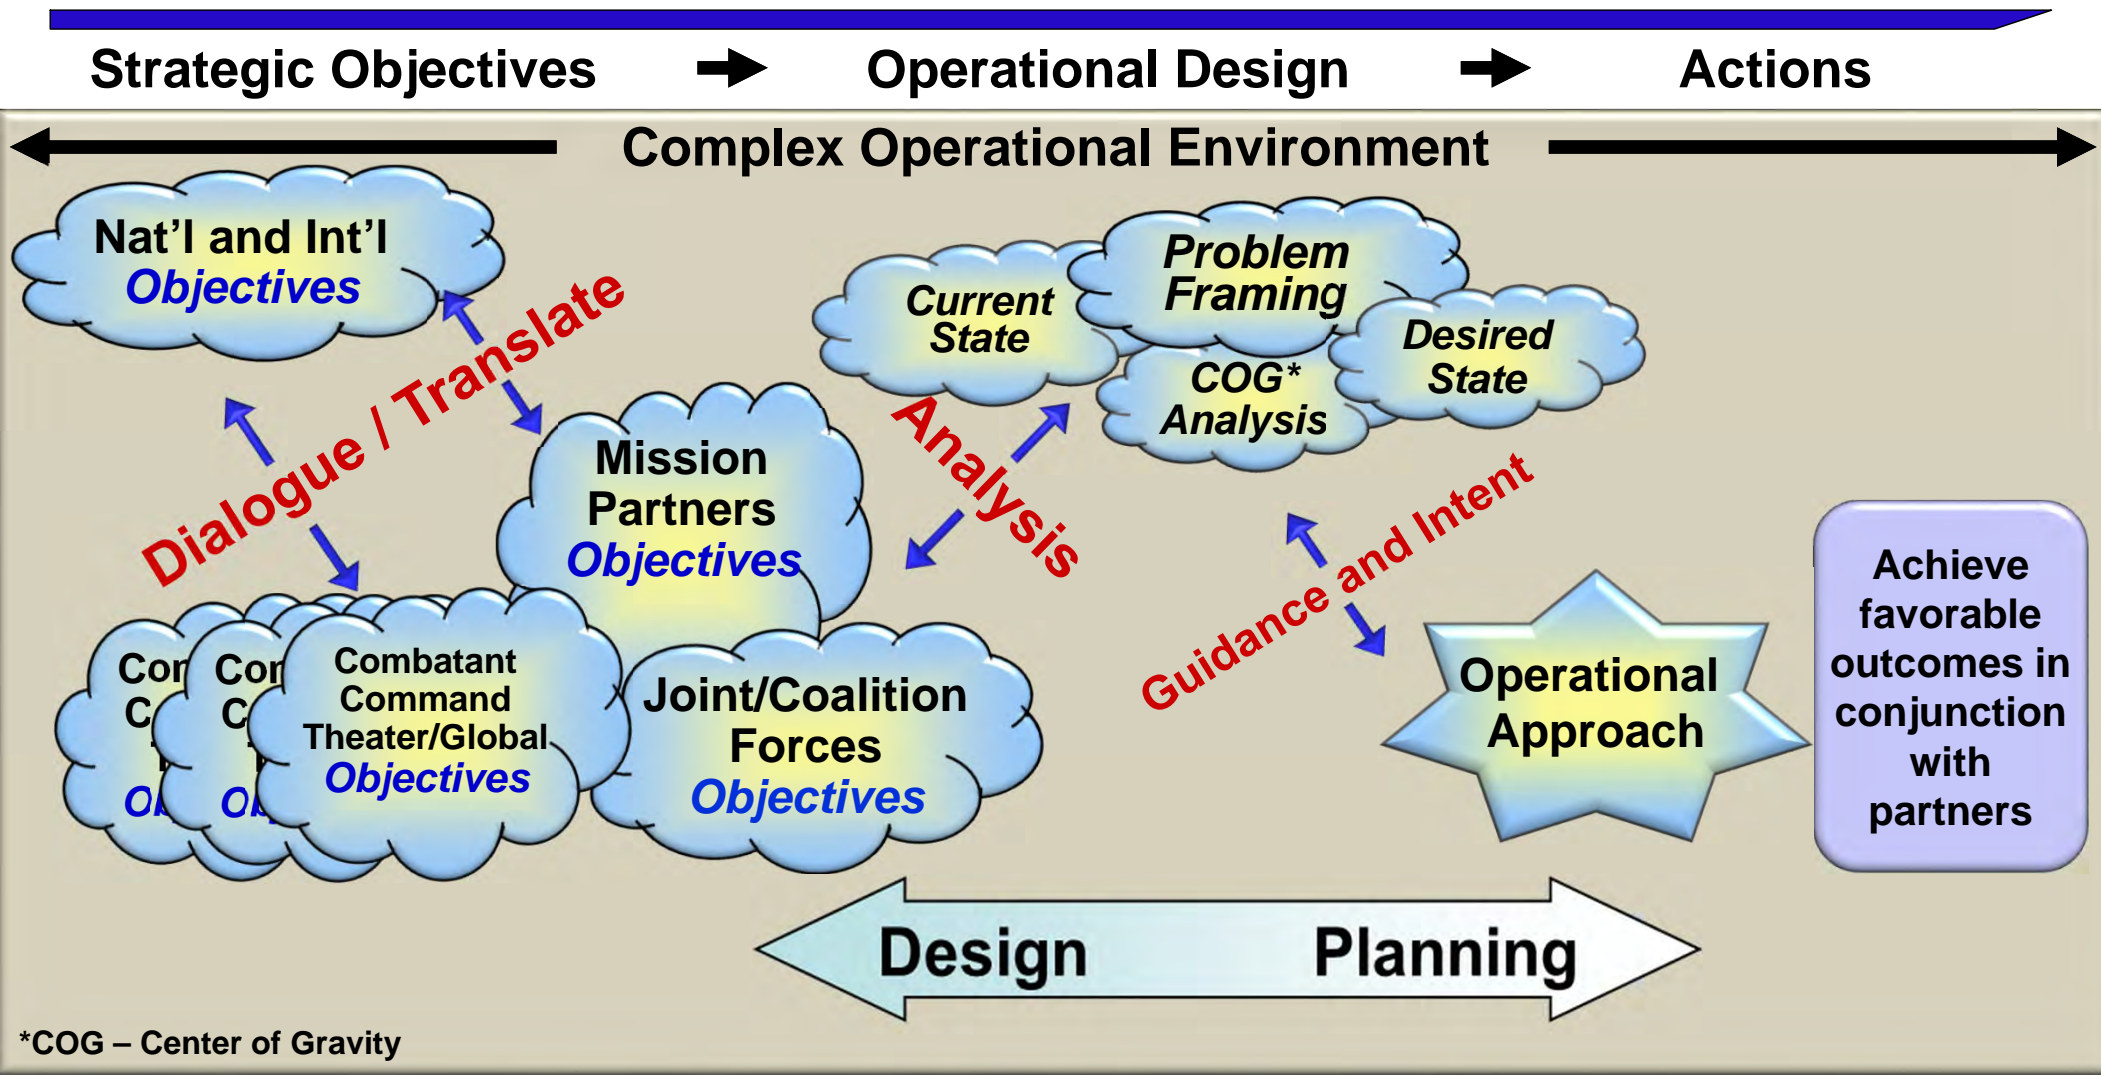 Strategic Objectives
Operational Design
Actions
Complex Operational Environment
Nat'l and Int'l
Objectives
Dialogue / Translate
Mission
Partners
Objectives
Combatant
Command
Theater/Global
Objectives
Joint/Coalition
Forces
Objectives
Analysis
Current
State
Problem
Framing
COG*
Analysis
Desired
State
Guidance and Intent
Operational
Approach
Achieve
favorable
outcomes in
conjunction
with
partners
Design
Planning
*COG – Center of Gravity